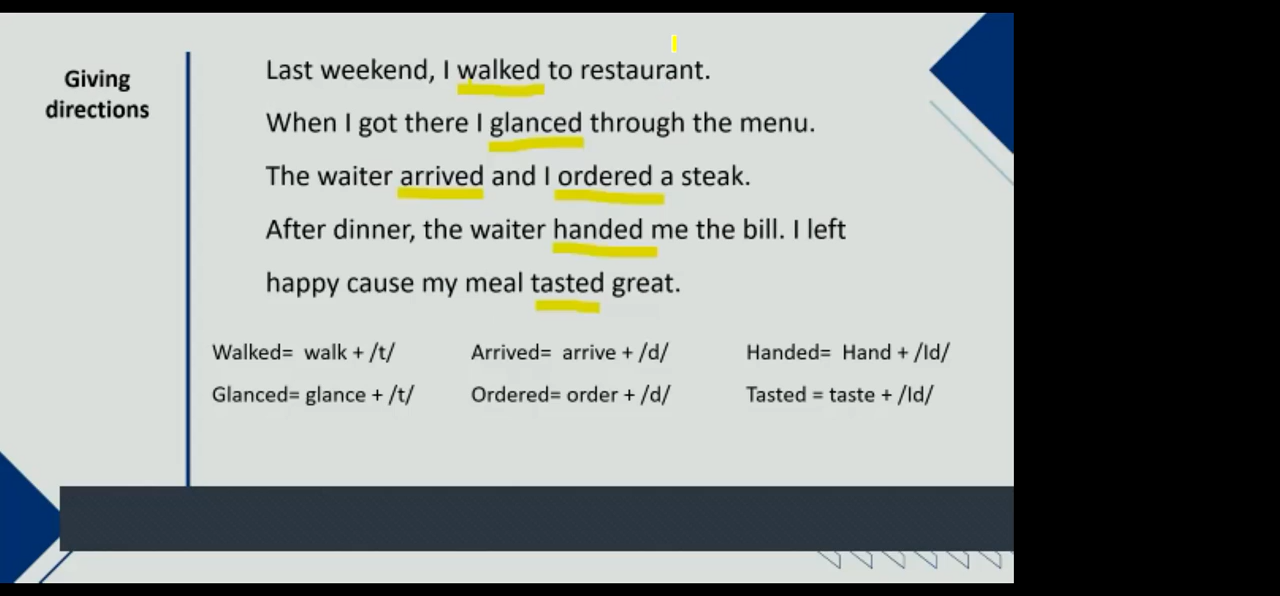 Giving
directions
Last weekend, I walked to restaurant.
When I got there I glanced through the menu.
The waiter arrived and I ordered a steak.
After dinner, the waiter handed me the bill. I left
happy cause my meal tasted great.
Walked= walk + /t/ Arrived= arrive + /d/ Handed= Hand + /Id/
Glanced= glance + /t/ Ordered= order + /d/ Tasted = taste + /Id/